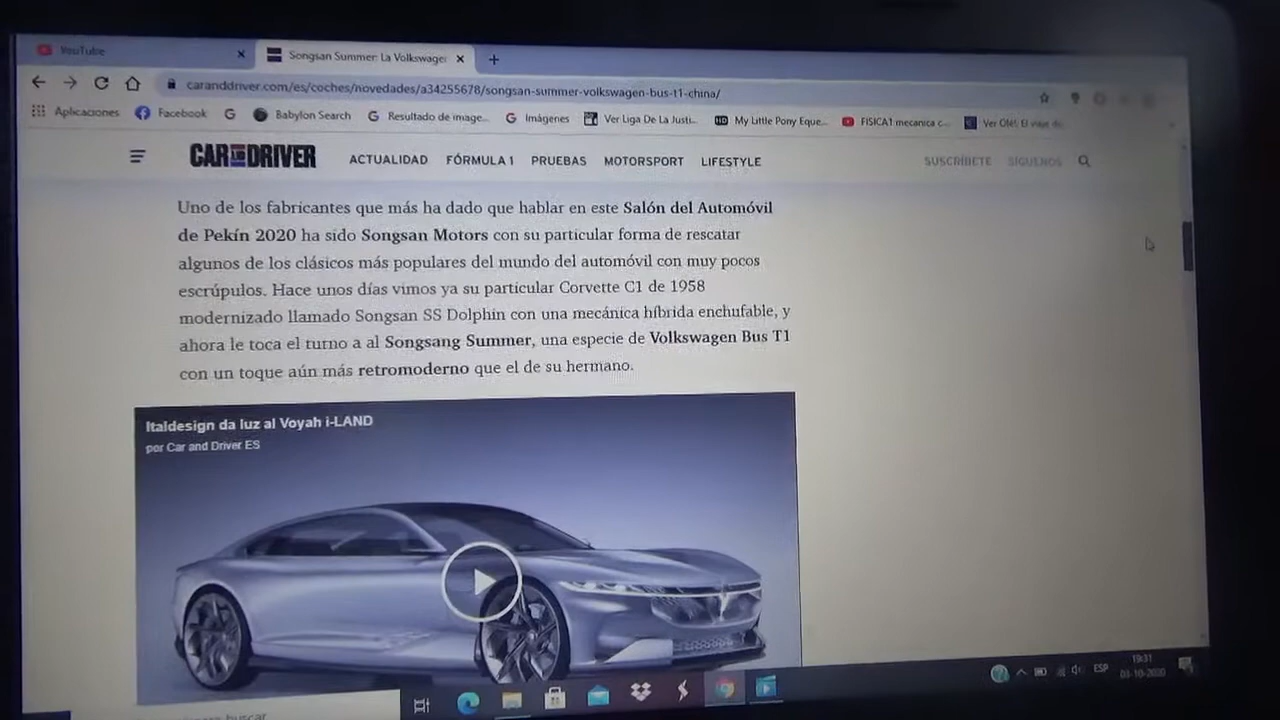 YouTube
Songsan Summer: La Volkswagen
caranddriver.com/es/coches/novedades/a34255678/songsan-summer-volkswagen-bus-t1-china/
Aplicaciones Facebook Babylon Search Resultado de image... Imágenes Ver Liga De La Justi... My Little Pony Eque... FISICA1 mecanica c... Ver Olé!
CAR AND DRIVER ACTUALIDAD FÓRMULA 1 PRUEBAS MOTORSPORT LIFESTYLE SUSCRÍBETE SÍGUENOS
Uno de los fabricantes que más ha dado que hablar en este Salón del Automóvil
de Pekín 2020 ha sido Songsan Motors con su particular forma de rescatar
algunos de los clásicos más populares del mundo del automóvil con muy pocos
escrúpulos. Hace unos días vimos ya su particular Corvette C1 de 1958
modernizado llamado Songsan SS Dolphin con una mecánica híbrida enchufable, y
ahora le toca el turno a al Songsang Summer, una especie de Volkswagen Bus T1
con un toque aún más retromoderno que el de su hermano.
Italdesign da luz al Voyah i-LAND
por Car and Driver ES
buscar
ESP
19:31